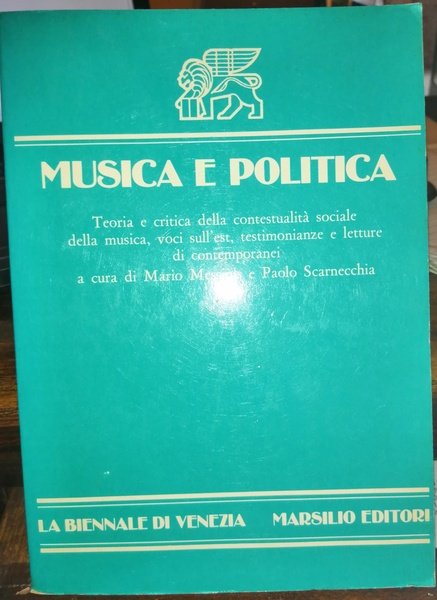 MUSICA E POLITICA
Teoria e critica della contestualità sociale
della musica, voci sull'est, testimonianze e letture
di contemporanei
a cura di Mario e Paolo Scarnecchia
LA BIENNALE DI VENEZIA MARSILIO EDITORI